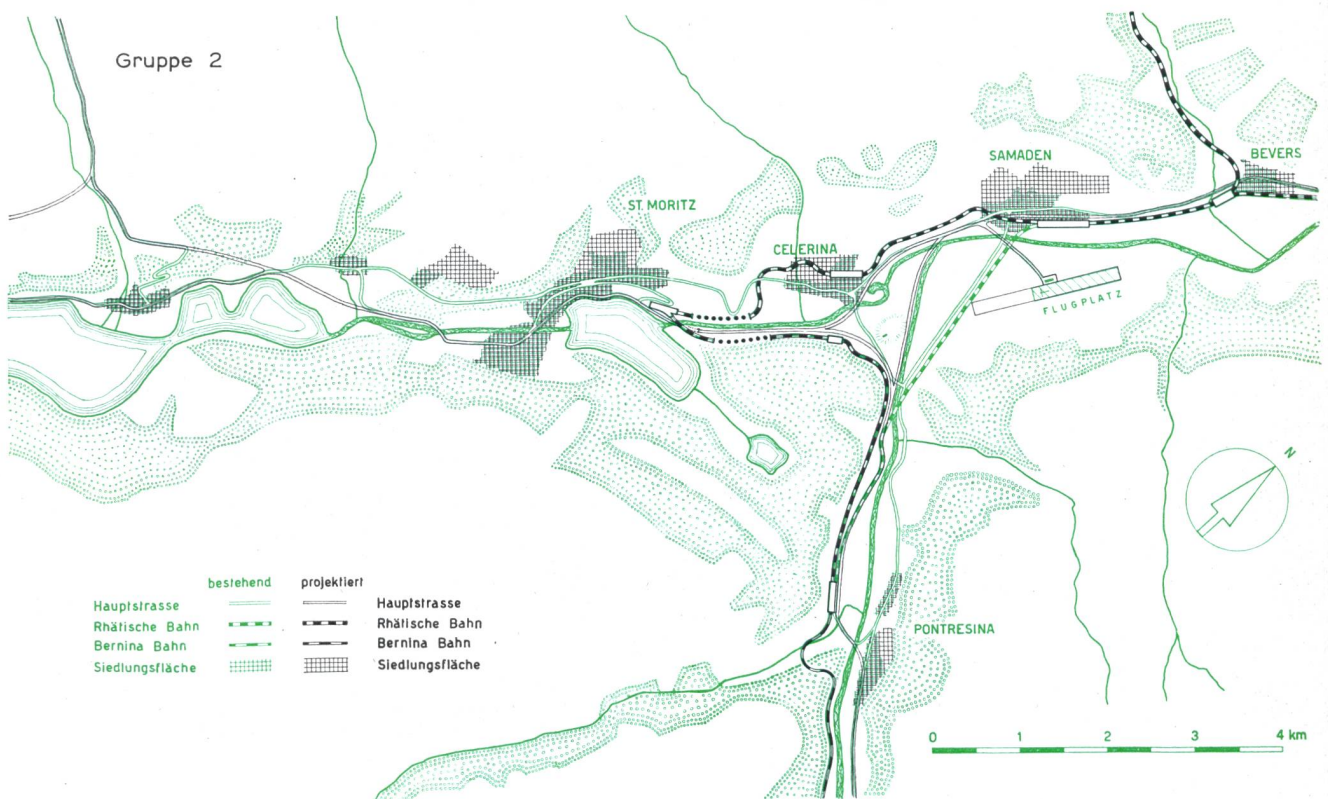 Gruppe 2
BEVERS
SAMADEN
ST. MORITZ
CELERINA
FLUGPLATZ
N
bestehend projektiert
Hauptstrasse Hauptstrasse
Rhätische Bahn Rhätische Bahn
Bernina Bahn Bernina Bahn
Siedlungsfläche Siedlungsfläche
PONTRESINA
0 1 2 3 4 km